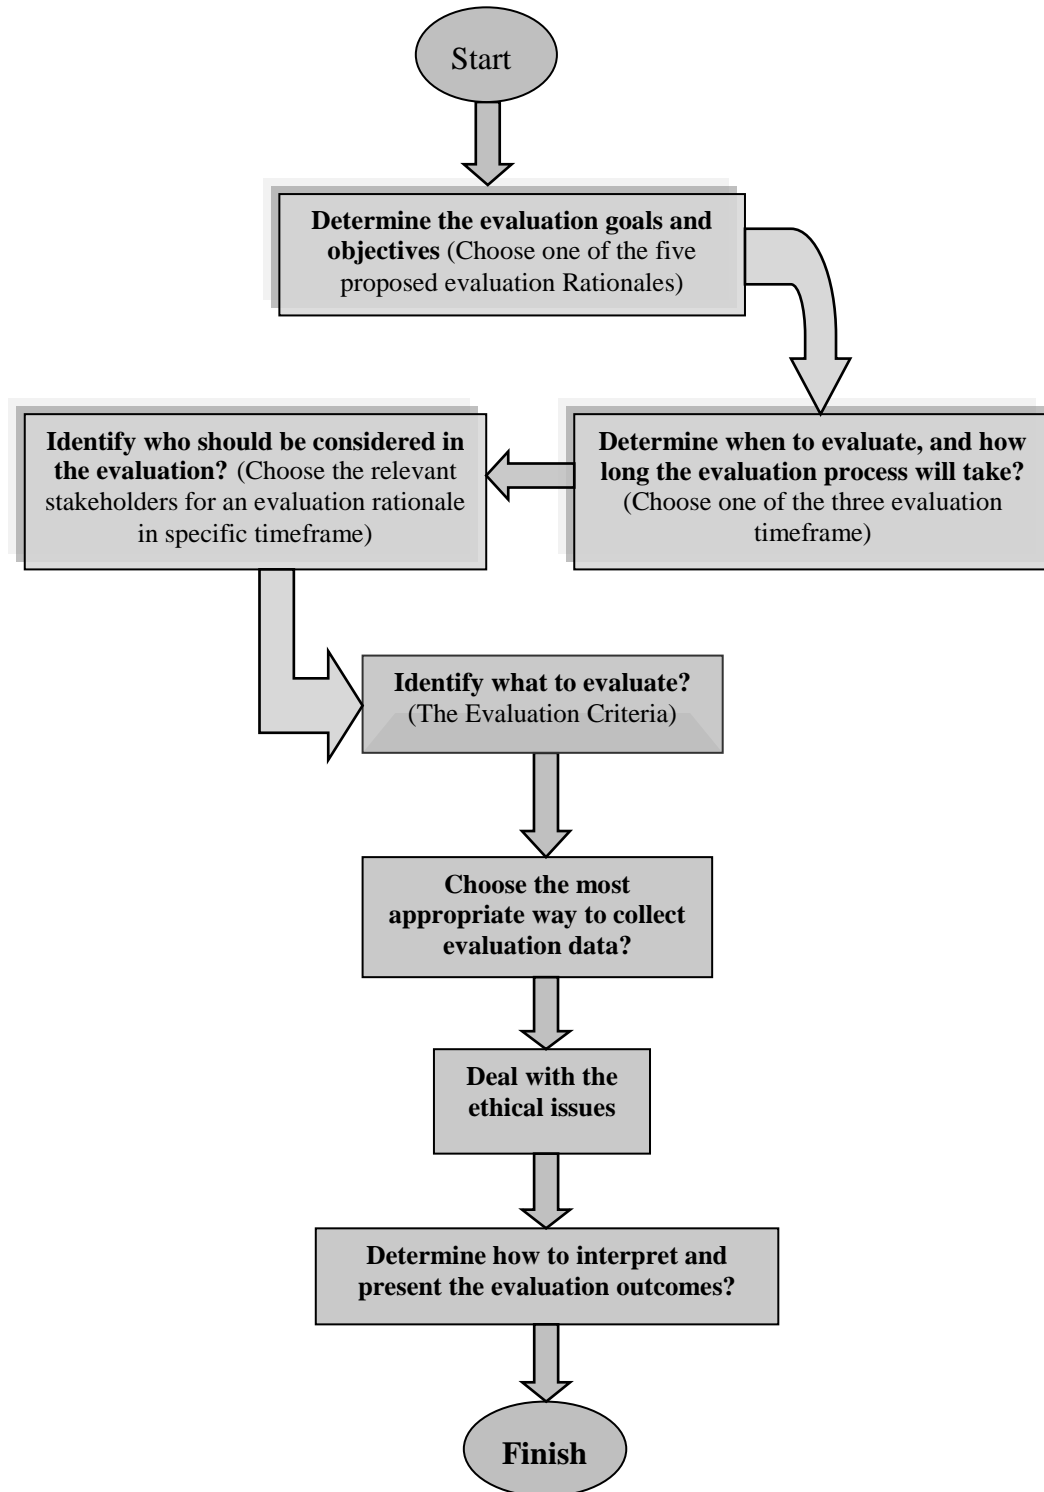 Start
Determine the evaluation goals and
objectives (Choose one of the five
proposed evaluation Rationales)
Determine when to evaluate, and how
long the evaluation process will take?
(Choose one of the three evaluation
timeframe)
Identify who should be considered in
the evaluation? (Choose the relevant
stakeholders for an evaluation rationale
in specific timeframe)
Identify what to evaluate?
(The Evaluation Criteria)
Choose the most
appropriate way to collect
evaluation data?
Deal with the
ethical issues
Determine how to interpret and
present the evaluation outcomes?
Finish